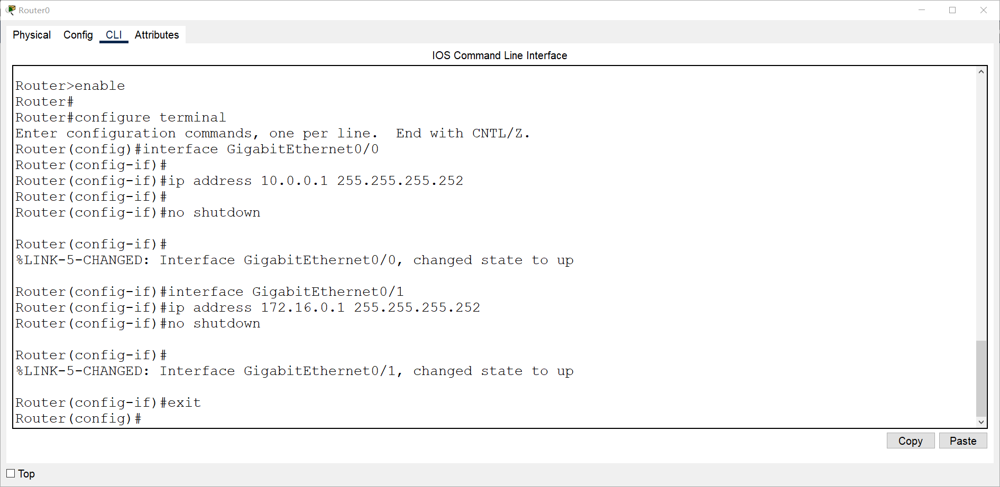 Router0
Physical Config CLI Attributes
IOS Command Line Interface
Router>enable
Router#
Router#configure terminal
Enter configuration commands, one per line.  End with CNTL/Z.
Router(config)#interface GigabitEthernet0/0
Router(config-if)#
Router(config-if)#ip address 10.0.0.1 255.255.255.252
Router(config-if)#
Router(config-if)#no shutdown
Router(config-if)#
%LINK-5-CHANGED: Interface GigabitEthernet0/0, changed state to up
Router(config-if)#interface GigabitEthernet0/1
Router(config-if)#ip address 172.16.0.1 255.255.255.252
Router(config-if)#no shutdown
Router(config-if)#
%LINK-5-CHANGED: Interface GigabitEthernet0/1, changed state to up
Router(config-if)#exit
Router(config)#
Copy Paste
Top